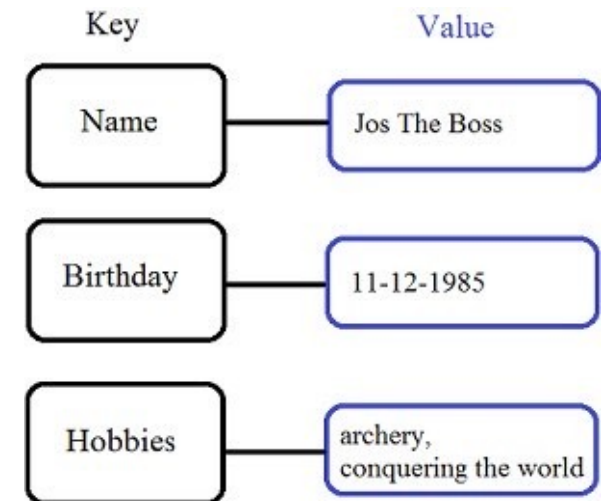 Key Value
Name Jos The Boss
Birthday 11-12-1985
Hobbies archery,
conquering the world